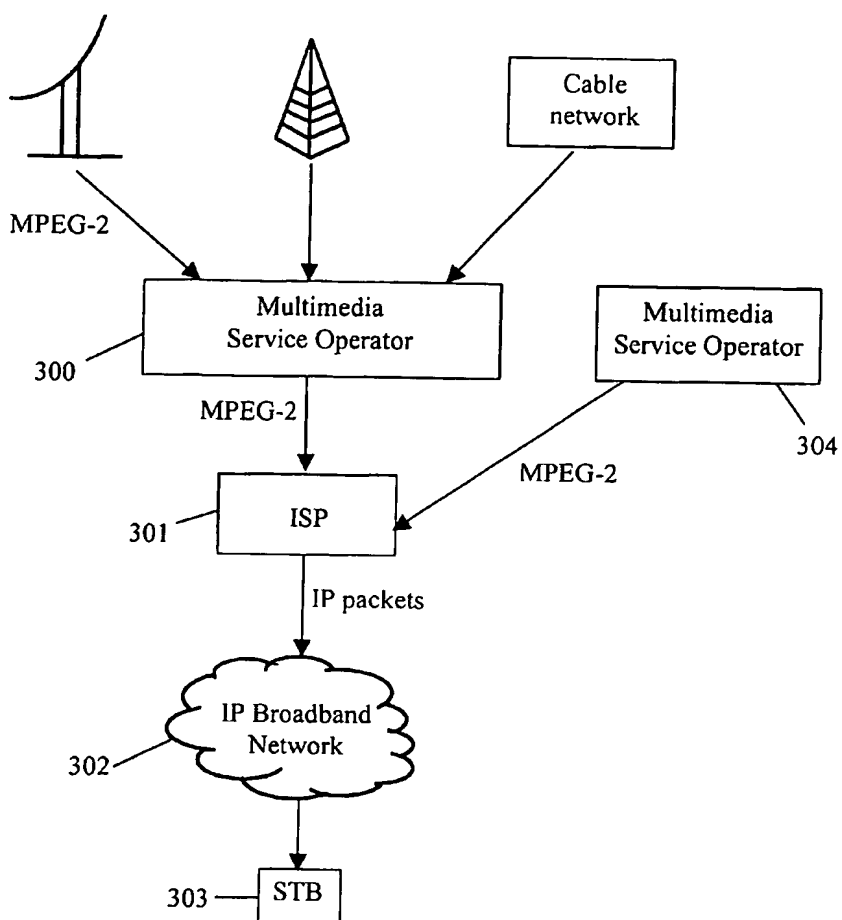 Cable
network
MPEG-2
Multimedia
Service Operator
Multimedia
Service Operator
300
MPEG-2
304
MPEG-2
301
ISP
IP packets
IP Broadband
Network
302
303
STB